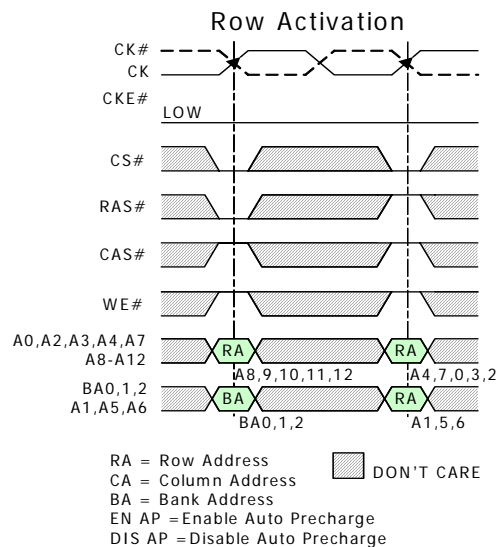 Row Activation
CK#
CK
CKE#
LOW
CS#
RAS#
CAS#
WE#
A0,A2,A3,A4,A7
A8-A12
RA
RA
A8,9,10,11,12
A4,7,0,3,2
BA0,1,2
A1,A5,A6
BA
RA
BA0,1,2
A1,5,6
RA = Row Address
CA = Column Address
BA = Bank Address
EN AP =Enable Auto Precharge
DIS AP =Disable Auto Precharge
DON'T CARE